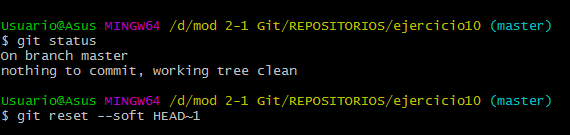 Usuario@Asus MINGW64 /d/mod 2-1 Git/REPOSITORIOS/ejercicio10 (master)
$ git status
On branch master
nothing to commit, working tree clean
Usuario@Asus MINGW64 /d/mod 2-1 Git/REPOSITORIOS/ejercicio10 (master)
$ git reset --soft HEAD~1